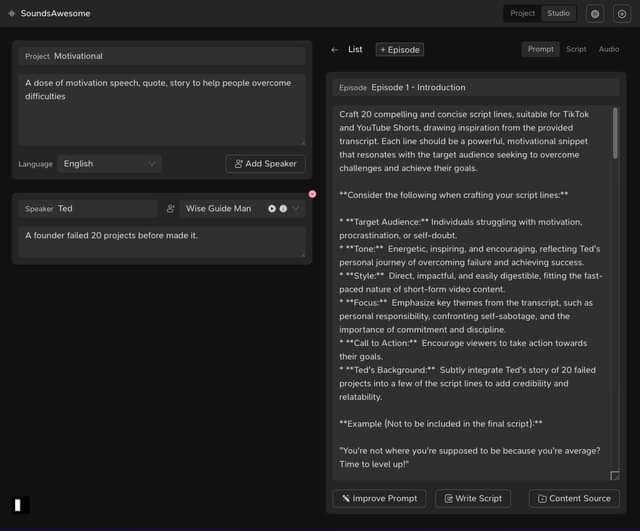 SoundsAwesome
Project Studio
Project Motivational
A dose of motivation speech, quote, story to help people overcome
difficulties
Language English
Add Speaker
Speaker Ted
Wise Guide Man
A founder failed 20 projects before made it.
← List
+ Episode
Prompt Script Audio
Episode Episode 1 - Introduction
Craft 20 compelling and concise script lines, suitable for TikTok
and YouTube Shorts, drawing inspiration from the provided
transcript. Each line should be a powerful, motivational snippet
that resonates with the target audience seeking to overcome
challenges and achieve their goals.
**Consider the following when crafting your script lines:**
* **Target Audience:** Individuals struggling with motivation,
procrastination, or self-doubt.
* **Tone:**  Energetic, inspiring, and encouraging, reflecting Ted's
personal journey of overcoming failure and achieving success.
* **Style:**  Direct, impactful, and easily digestible, fitting the fast-
paced nature of short-form video content.
* **Focus:**  Emphasize key themes from the transcript, such as
personal responsibility, confronting self-sabotage, and the
importance of commitment and discipline.
* **Call to Action:**  Encourage viewers to take action towards
their goals.
* **Ted's Background:**  Subtly integrate Ted's story of 20 failed
projects into a few of the script lines to add credibility and
relatability.
**Example (Not to be included in the final script):**
"You're not where you're supposed to be because you're average?
Time to level up!"
Improve Prompt
Write Script
Content Source